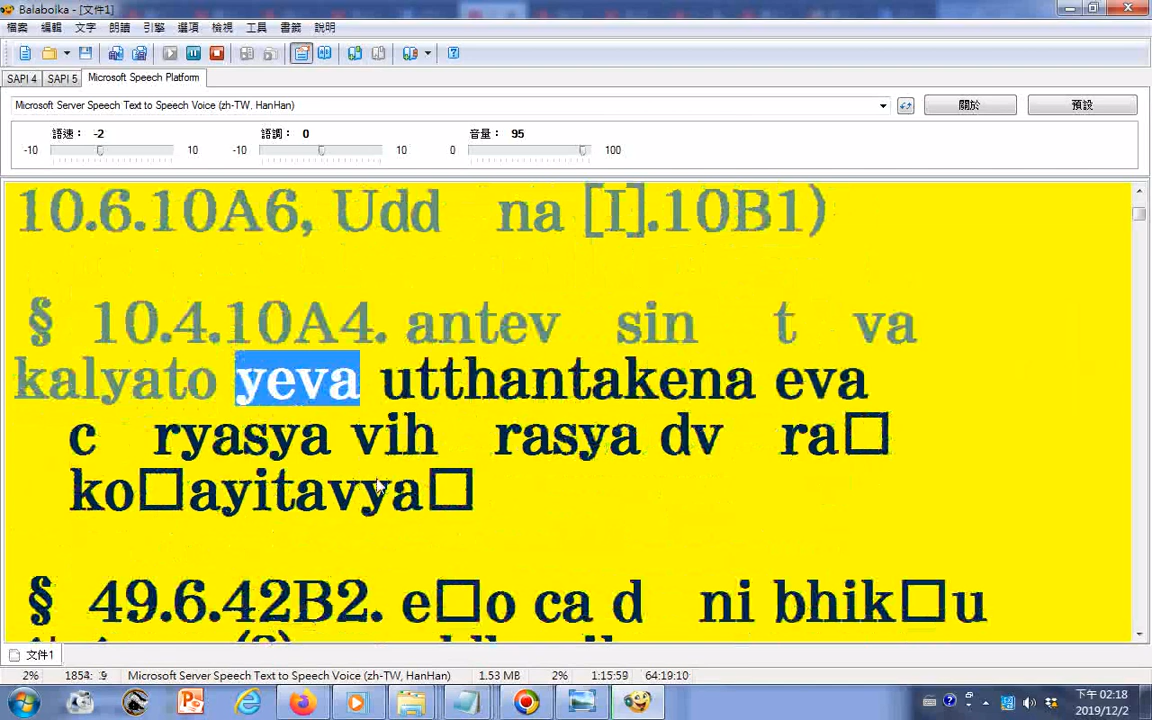 Balabolka - [文件1]
檔案 編輯 文字 朗讀 引擎 選項 檢視 工具 書籤 說明
SAPI 4 SAPI 5 Microsoft Speech Platform
Microsoft Server Speech Text to Speech Voice (zh-TW, HanHan) 關於 預設
語速： -2 語調： 0 音量： 95
-10 10 -10 10 0 100
10.6.10A6, Udd na [I].10B1)
§ 10.4.10A4. antev sin t va
kalyato yeva utthantakena eva
c ryasya vih rasya dv ra□
ko□ayitavya□
§ 49.6.42B2. e□o ca d ni bhik□u
文件1
2% 1854: .9 Microsoft Server Speech Text to Speech Voice (zh-TW, HanHan) 1.53 MB 2% 1:15:59 64:19:10
下午 02:18
2019/12/2